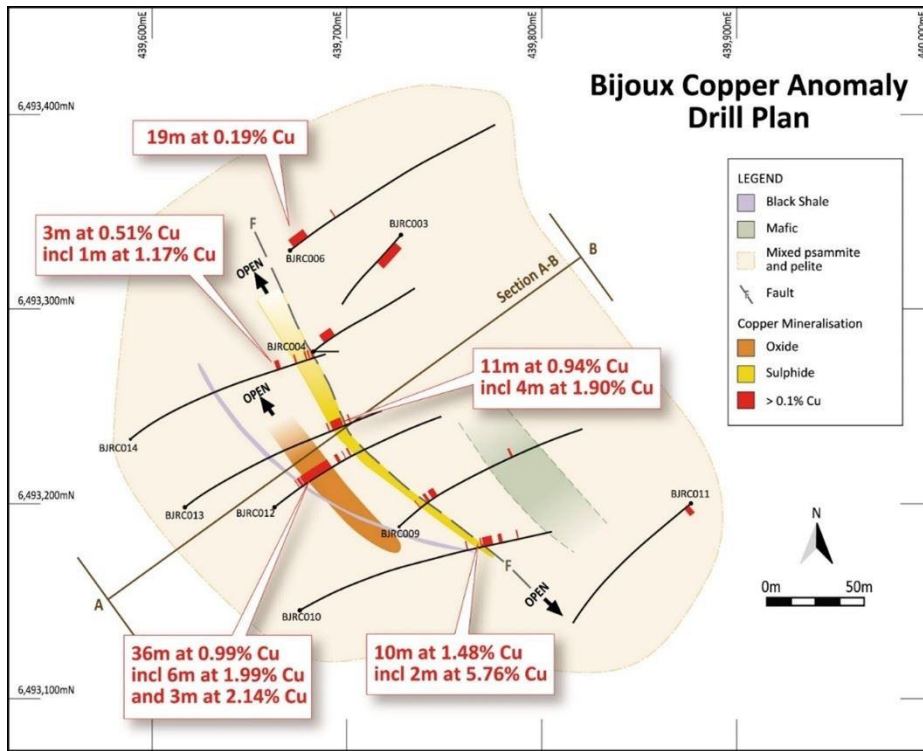 439,600mE
439,700mE
439,800mE
439,900mE
6,493,400mN
6,493,300mN
6,493,200mN
6,493,100mN
Bijoux Copper Anomaly
Drill Plan
LEGEND
Black Shale
Mafic
Mixed psammite
and pelite
F
Fault
Copper Mineralisation
Oxide
Sulphide
> 0.1% Cu
19m at 0.19% Cu
3m at 0.51% Cu
incl 1m at 1.17% Cu
F
OPEN
BJRC006
BJRC003
B
Section A-B
BJRC004
11m at 0.94% Cu
incl 4m at 1.90% Cu
OPEN
BJRC014
BJRC013
BJRC012
BJRC009
BJRC011
N
0m
50m
F
OPEN
A
BJRC010
36m at 0.99% Cu
incl 6m at 1.99% Cu
and 3m at 2.14% Cu
10m at 1.48% Cu
incl 2m at 5.76% Cu